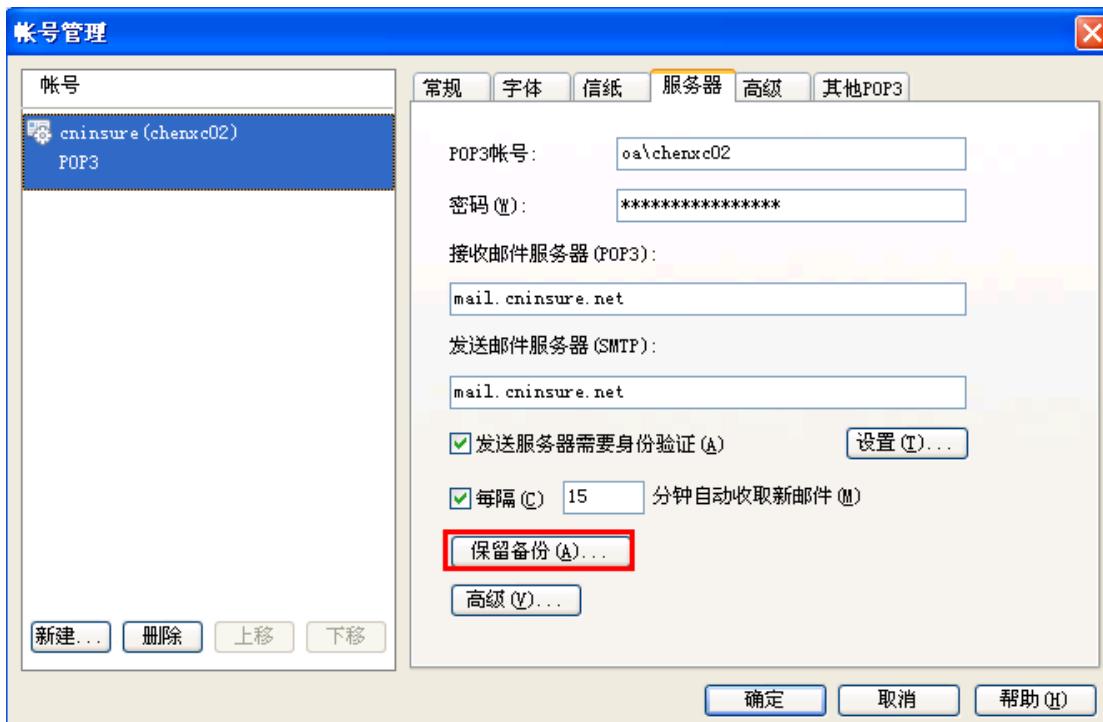 帐号管理
帐号
cninsure(chenxc02)
POP3
新建...
删除
上移
下移
常规
字体
信纸
服务器
高级
其他POP3
POP3帐号:
oa\chenxc02
密码(W):
****************
接收邮件服务器(POP3):
mail.cninsure.net
发送邮件服务器(SMTP):
mail.cninsure.net
发送服务器需要身份验证(A)
设置(T)...
每隔(C) 15 分钟自动收取新邮件(M)
保留备份(A)...
高级(V)...
确定
取消
帮助(H)